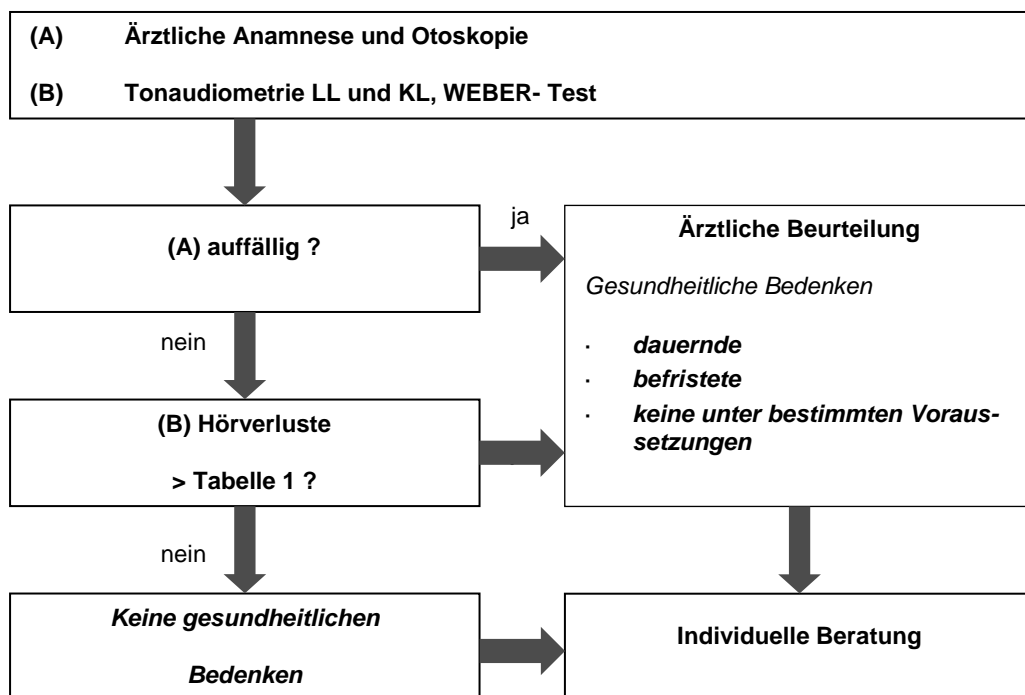 (A) Ärztliche Anamnese und Otoskopie
(B) Tonaudiometrie LL und KL, WEBER- Test
(A) auffällig ?
ja
Ärztliche Beurteilung
Gesundheitliche Bedenken
· dauernde
· befristete
· keine unter bestimmten Voraus-
setzungen
nein
(B) Hörverluste
> Tabelle 1 ?
nein
Keine gesundheitlichen
Bedenken
Individuelle Beratung